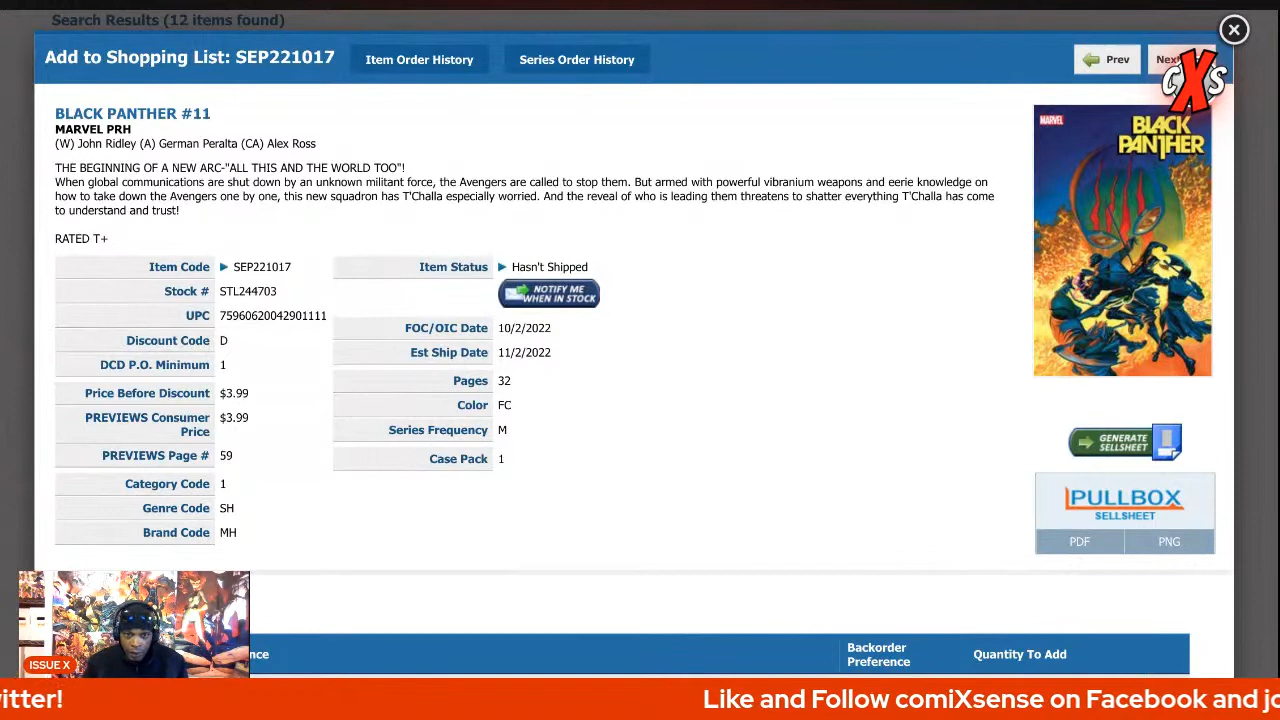 Search Results (12 items found)
Add to Shopping List: SEP221017
Item Order History
Series Order History
Prev
Next
cXs
BLACK PANTHER #11
MARVEL PRH
(W) John Ridley (A) German Peralta (CA) Alex Ross
THE BEGINNING OF A NEW ARC-"ALL THIS AND THE WORLD TOO"!
When global communications are shut down by an unknown militant force, the Avengers are called to stop them. But armed with powerful vibranium weapons and eerie knowledge on
how to take down the Avengers one by one, this new squadron has T'Challa especially worried. And the reveal of who is leading them threatens to shatter everything T'Challa has come
to understand and trust!
RATED T+
Item Code SEP221017
Stock # STL244703
UPC 75960620042901111
Discount Code D
DCD P.O. Minimum 1
Price Before Discount $3.99
PREVIEWS Consumer $3.99
Price
PREVIEWS Page # 59
Category Code 1
Genre Code SH
Brand Code MH
Item Status Hasn't Shipped
NOTIFY ME
WHEN IN STOCK
FOC/OIC Date 10/2/2022
Est Ship Date 11/2/2022
Pages 32
Color FC
Series Frequency M
Case Pack 1
MARVEL
BLACK
PANTHER
GENERATE
SELLSHEET
PULLBOX
SELLSHEET
PDF
PNG
ISSUE X
nce
Backorder
Preference
Quantity To Add
itter!
Like and Follow comiXsense on Facebook and jo